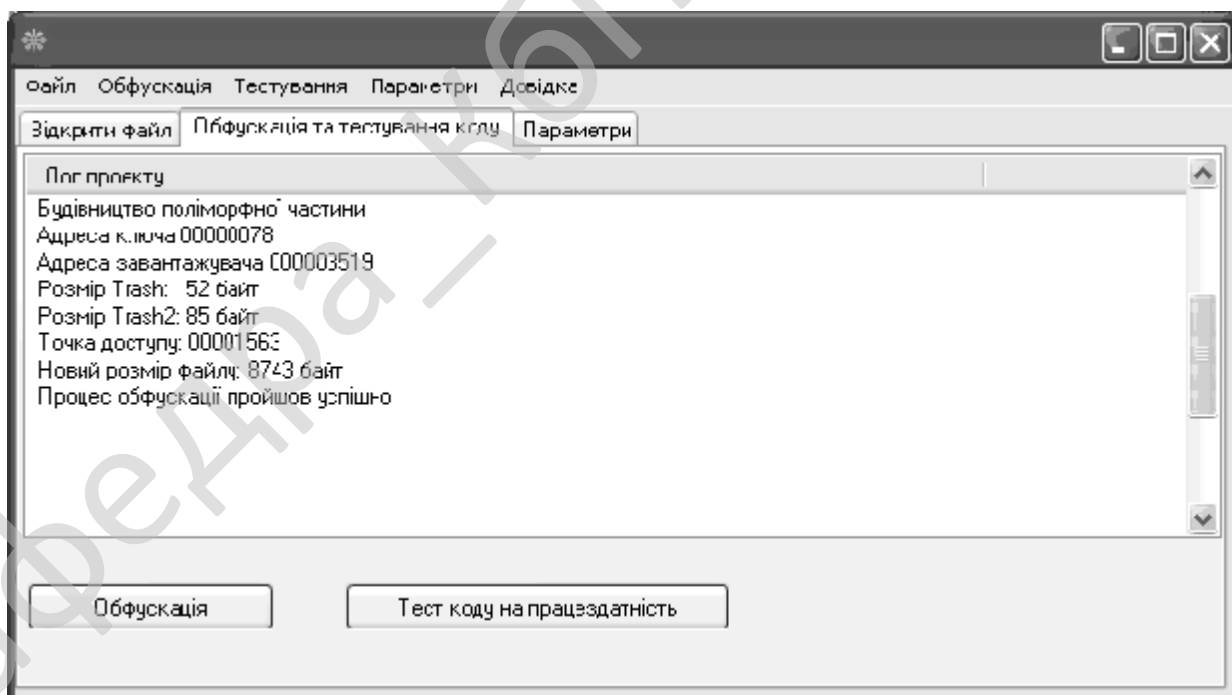 Файл Обфускація Тестування Параметри Довідка
Відкрити файл Обфускація та тестування коду Параметри
Лог проекту
Будівництво поліморфної частини
Адреса ключа 00000078
Адреса завантажувача 000003519
Розмір Trash: 52 байт
Розмір Trash2: 85 байт
Точка доступу: 00001563
Новий розмір файлу: 8743 байт
Процес обфускації пройшов успішно
Обфускація Тест коду на працездатність